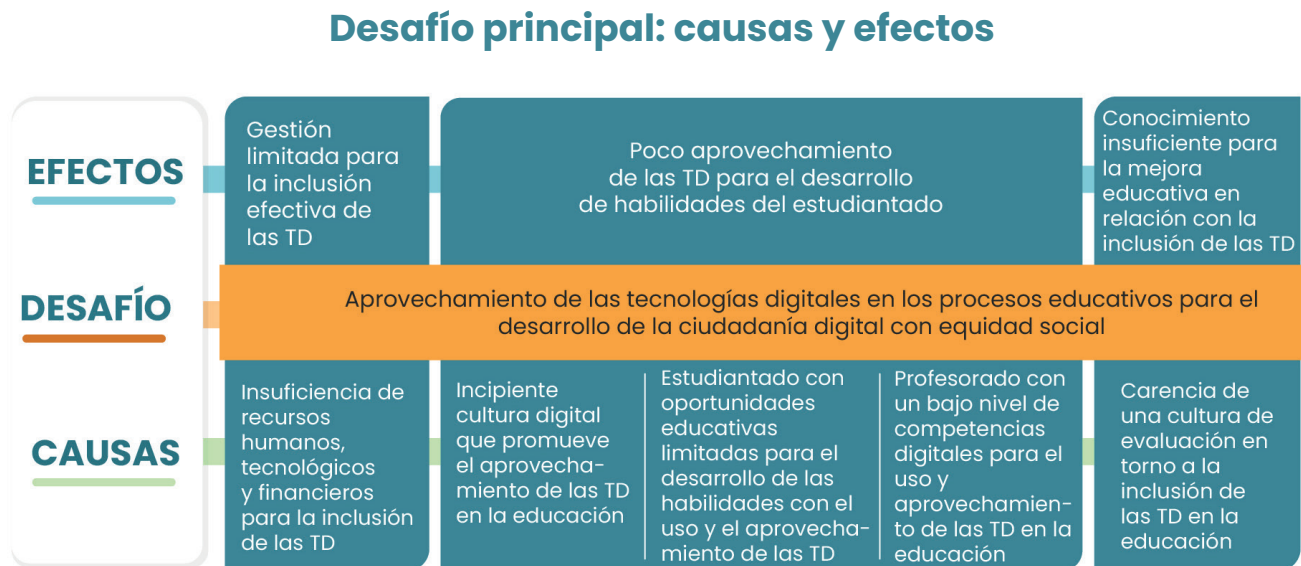 Desafío principal: causas y efectos
EFECTOS
Gestión
limitada para
la inclusión
efectiva de
las TD
Poco aprovechamiento
de las TD para el desarrollo
de habilidades del estudiantado
Conocimiento
insuficiente para
la mejora
educativa en
relación con la
inclusión de las TD
DESAFÍO
Aprovechamiento de las tecnologías digitales en los procesos educativos para el
desarrollo de la ciudadanía digital con equidad social
CAUSAS
Insuficiencia de
recursos
humanos,
tecnológicos
y financieros
para la inclusión
de las TD
Incipiente
cultura digital
que promueve
el aprovecha-
miento de las TD
en la educación
Estudiantado con
oportunidades
educativas
limitadas para el
desarrollo de las
habilidades con el
uso y el aprovecha-
miento de las TD
Profesorado con
un bajo nivel de
competencias
digitales para el
uso y
aprovechamien-
to de las TD en la
educación
Carencia de
una cultura de
evaluación en
torno a la
inclusión de
las TD en la
educación